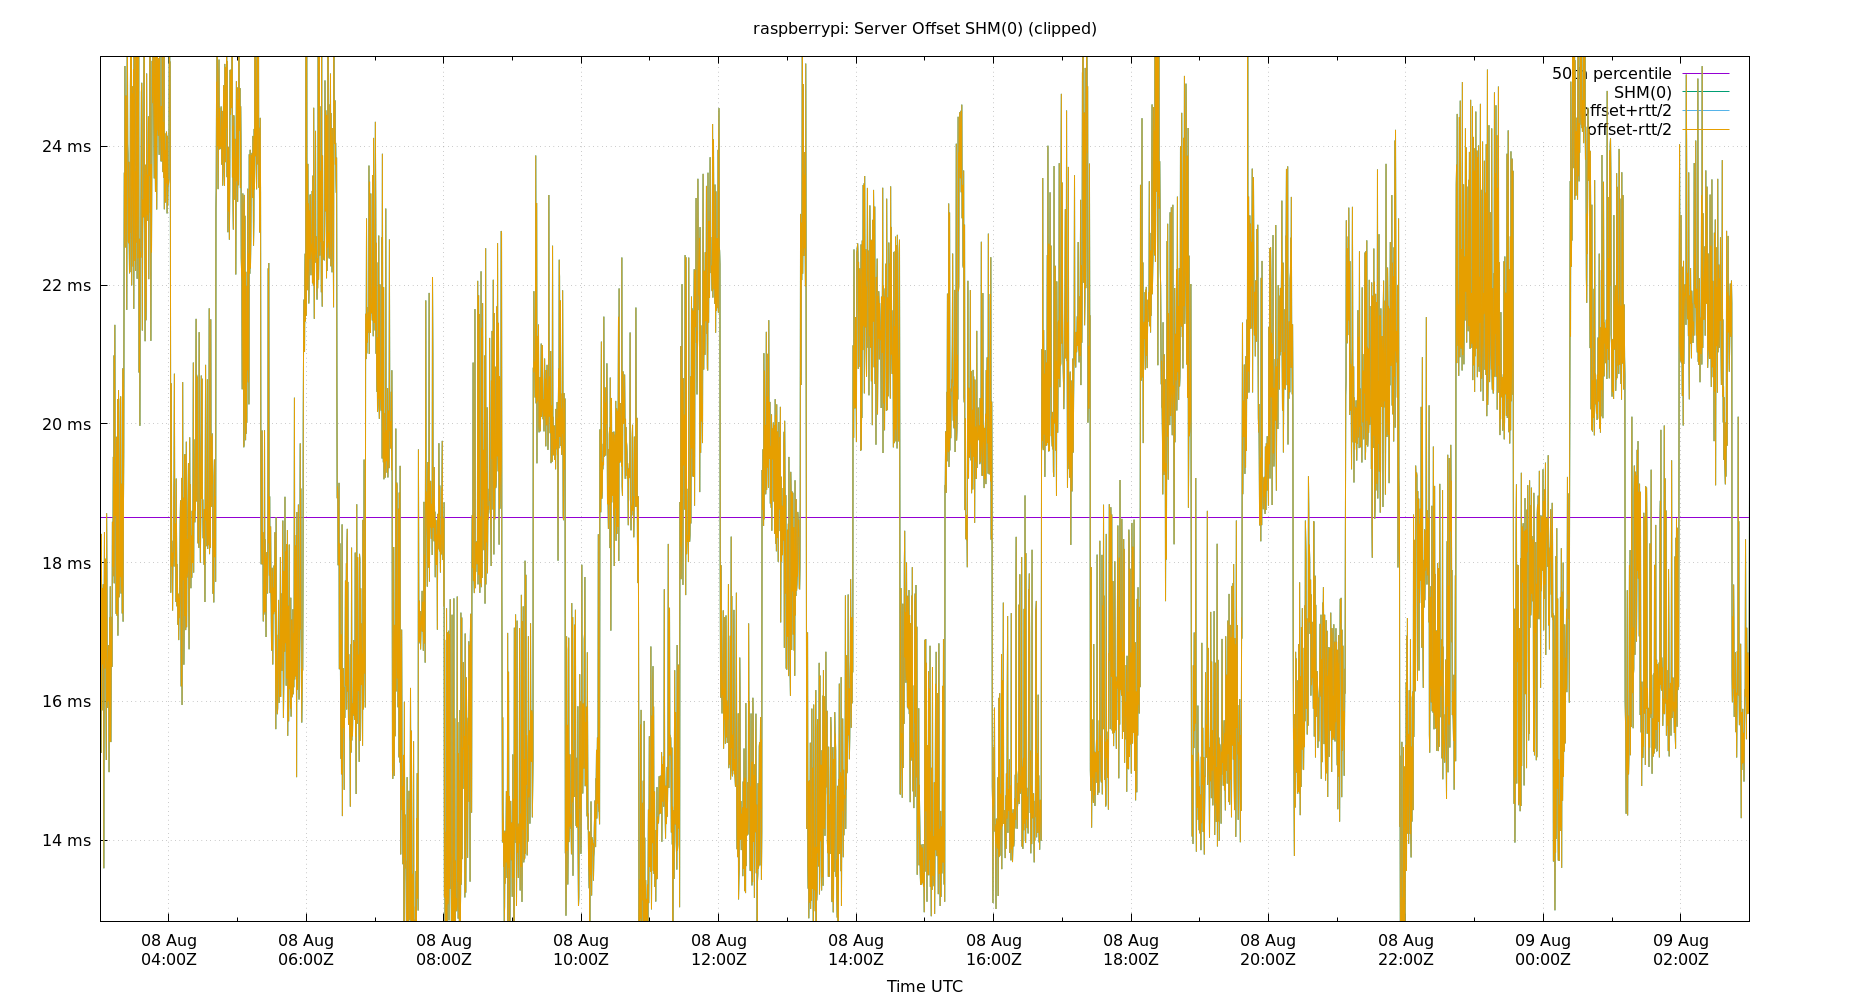 raspberrypi: Server Offset SHM(0) (clipped)
50th percentile
SHM(0)
offset+rtt/2
offset-rtt/2
24 ms
22 ms
20 ms
18 ms
16 ms
14 ms
08 Aug 08 Aug 08 Aug 08 Aug 08 Aug 08 Aug 08 Aug 08 Aug 08 Aug 08 Aug 09 Aug 09 Aug
04:00Z 06:00Z 08:00Z 10:00Z 12:00Z 14:00Z 16:00Z 18:00Z 20:00Z 22:00Z 00:00Z 02:00Z
Time UTC